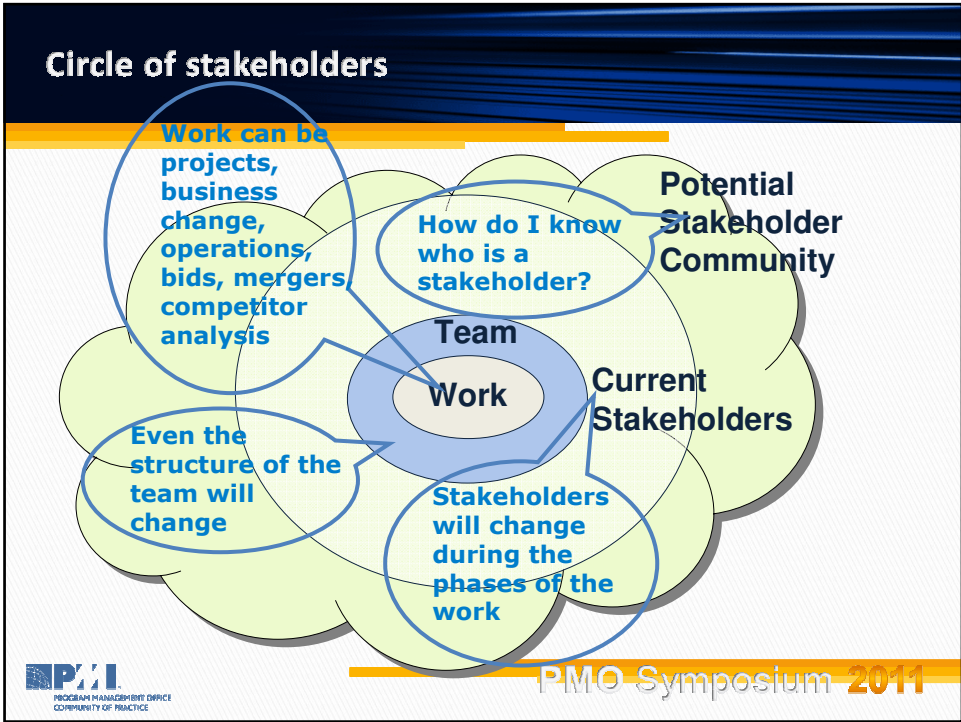 Circle of stakeholders
Work can be
projects,
business
change,
operations,
bids, mergers,
competitor
analysis
How do I know
who is a
stakeholder?
Potential
Stakeholder
Community
Team
Work
Current
Stakeholders
Even the
structure of the
team will
change
Stakeholders
will change
during the
phases of the
work
PMI
PROGRAM MANAGEMENT OFFICE
COMMUNITY OF PRACTICE
PMO Symposium 2011